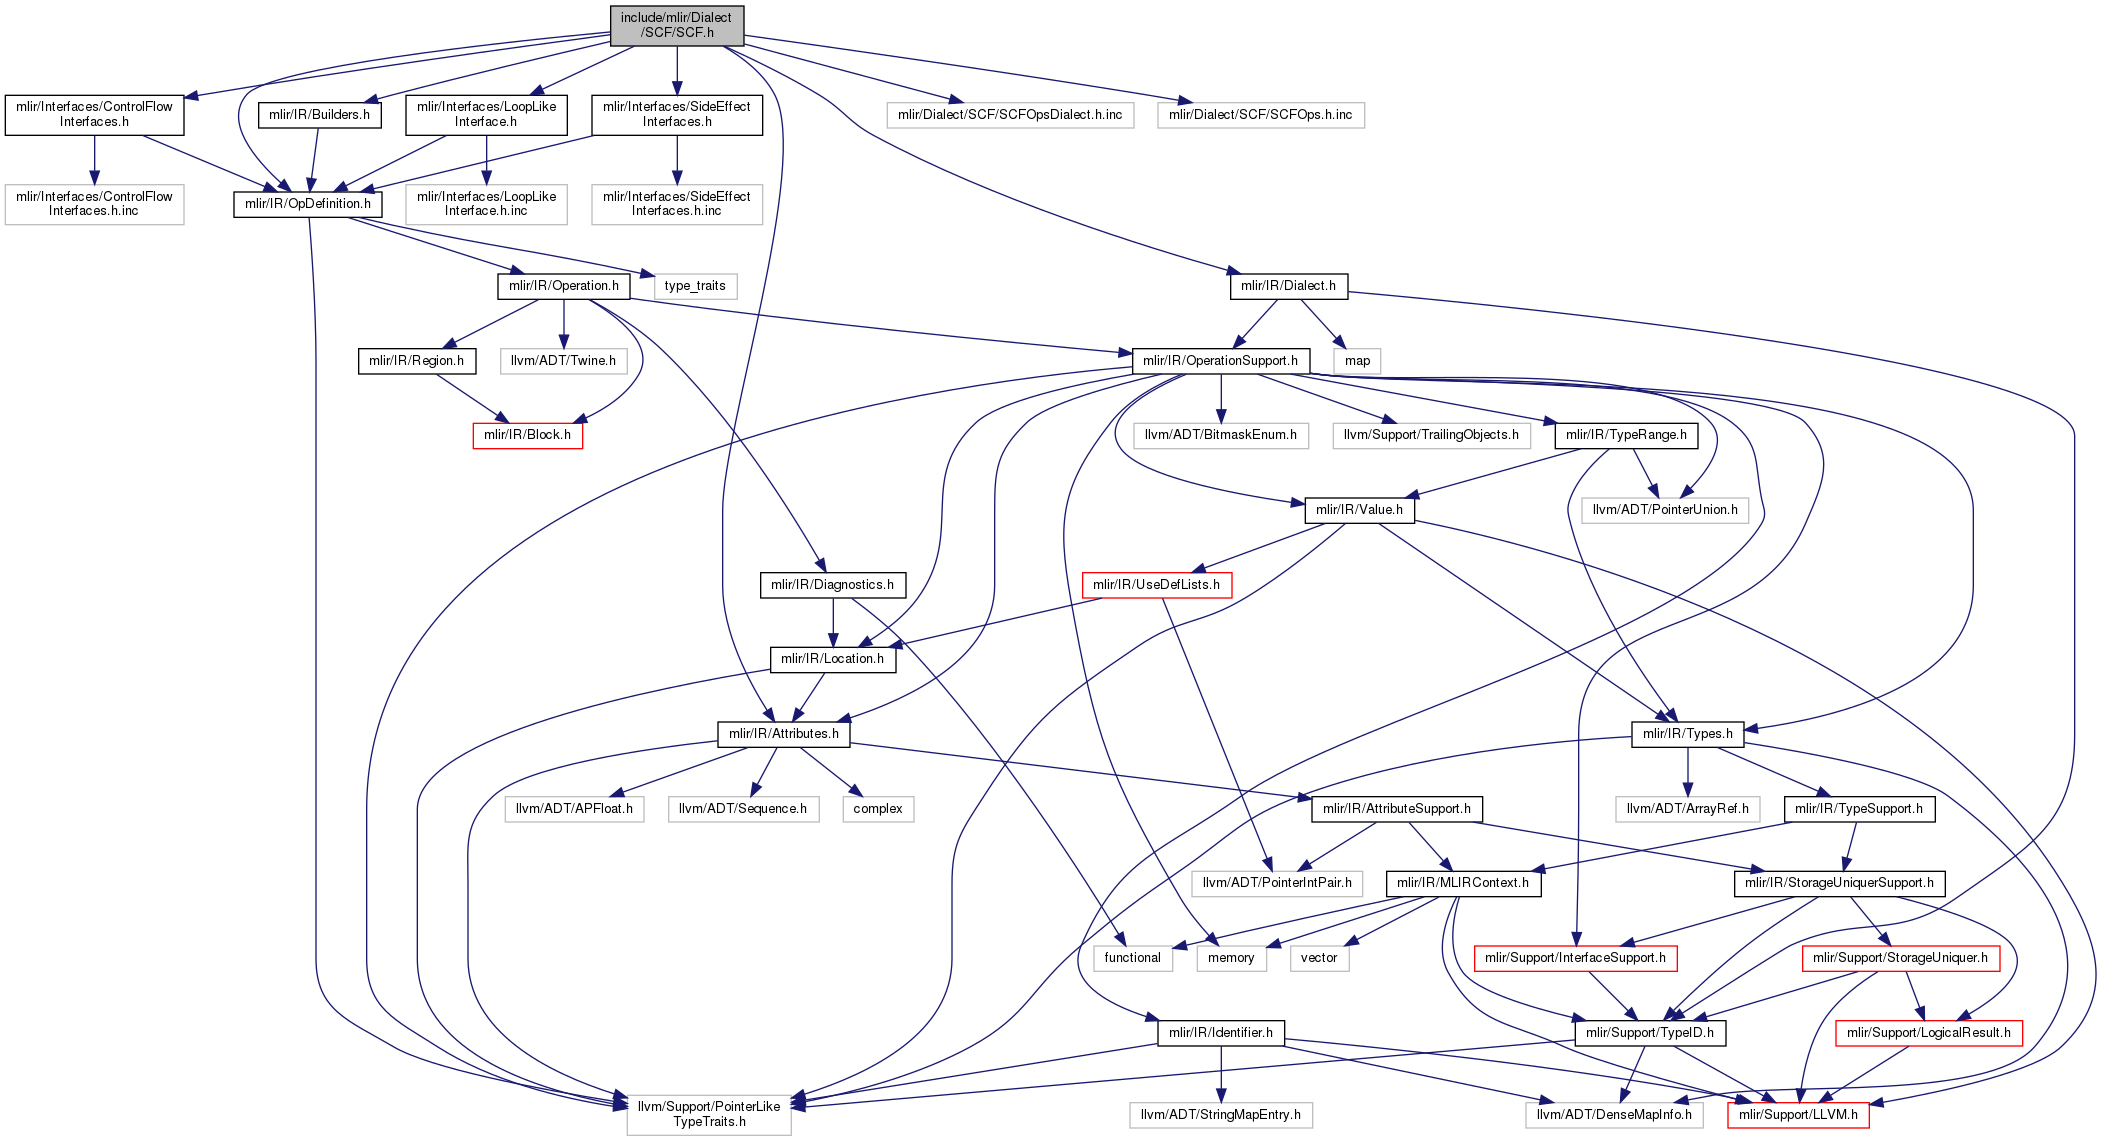 include/mlir/Dialect
/SCF/SCF.h
mlir/Interfaces/ControlFlow
Interfaces.h
mlir/IR/Builders.h
mlir/Interfaces/LoopLike
Interface.h
mlir/Interfaces/SideEffect
Interfaces.h
mlir/Dialect/SCF/SCFOpsDialect.h.inc
mlir/Dialect/SCF/SCFOps.h.inc
mlir/Interfaces/ControlFlow
Interfaces.h.inc
mlir/IR/OpDefinition.h
mlir/Interfaces/LoopLike
Interface.h.inc
mlir/Interfaces/SideEffect
Interfaces.h.inc
mlir/IR/Operation.h
type_traits
mlir/IR/Dialect.h
mlir/IR/Region.h
llvm/ADT/Twine.h
mlir/IR/OperationSupport.h
map
mlir/IR/Block.h
llvm/ADT/BitmaskEnum.h
llvm/Support/TrailingObjects.h
mlir/IR/TypeRange.h
mlir/IR/Value.h
llvm/ADT/PointerUnion.h
mlir/IR/Diagnostics.h
mlir/IR/UseDefLists.h
mlir/IR/Location.h
mlir/IR/Attributes.h
mlir/IR/Types.h
llvm/ADT/APFloat.h
llvm/ADT/Sequence.h
complex
mlir/IR/AttributeSupport.h
llvm/ADT/ArrayRef.h
mlir/IR/TypeSupport.h
llvm/ADT/PointerIntPair.h
mlir/IR/MLIRContext.h
mlir/IR/StorageUniquerSupport.h
functional
memory
vector
mlir/Support/InterfaceSupport.h
mlir/Support/StorageUniquer.h
mlir/IR/Identifier.h
mlir/Support/TypeID.h
mlir/Support/LogicalResult.h
llvm/Support/PointerLike
TypeTraits.h
llvm/ADT/StringMapEntry.h
llvm/ADT/DenseMapInfo.h
mlir/Support/LLVM.h